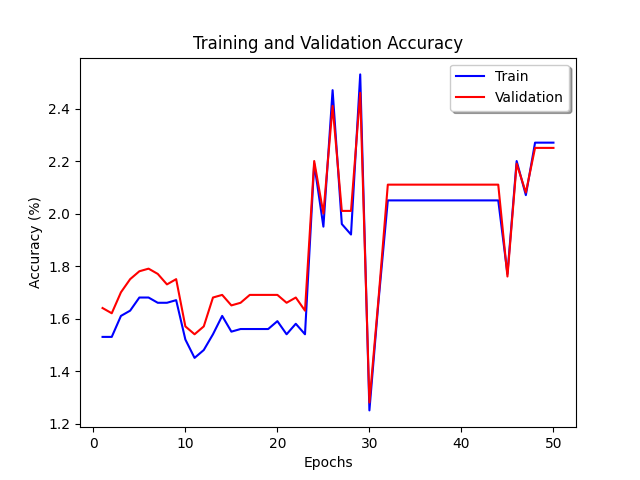 Training and Validation Accuracy
Train
Validation
Accuracy (%)
2.4
2.2
2.0
1.8
1.6
1.4
1.2
0
10
20
30
40
50
Epochs